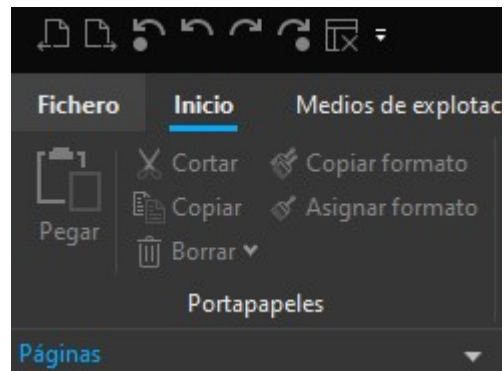 Fichero Inicio Medios de explotac
Cortar Copiar formato
Pegar Copiar Asignar formato
Borrar
Portapapeles
Páginas